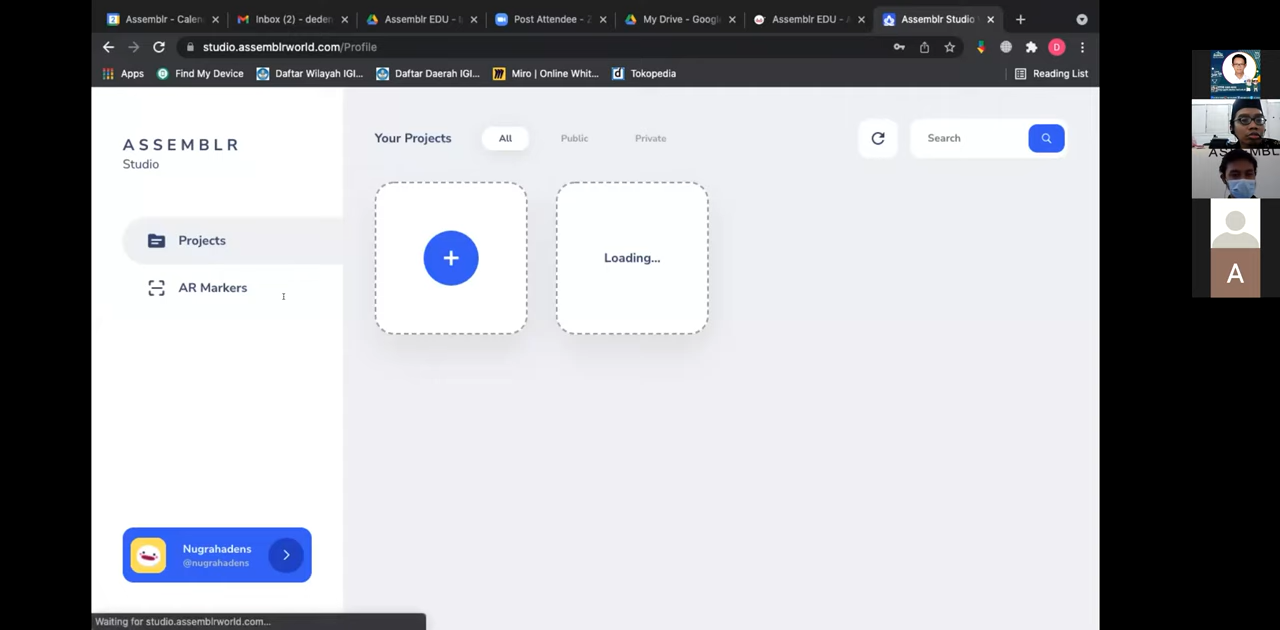 Assemblr - Calen
Inbox (2) - deden
Assemblr EDU -
Post Attendee - Z
My Drive - Google
Assemblr EDU - A
Assemblr Studio
studio.assemblrworld.com/Profile
D
Apps
Find My Device
Daftar Wilayah IGI...
Daftar Daerah IGI...
Miro | Online Whit...
Tokopedia
Reading List
ASSEMBLR
Studio
Your Projects
All
Public
Private
Search
Projects
AR Markers
+
Loading...
Nugrahadens
@nugrahadens
Waiting for studio.assemblrworld.com...
ASSEMBL
A